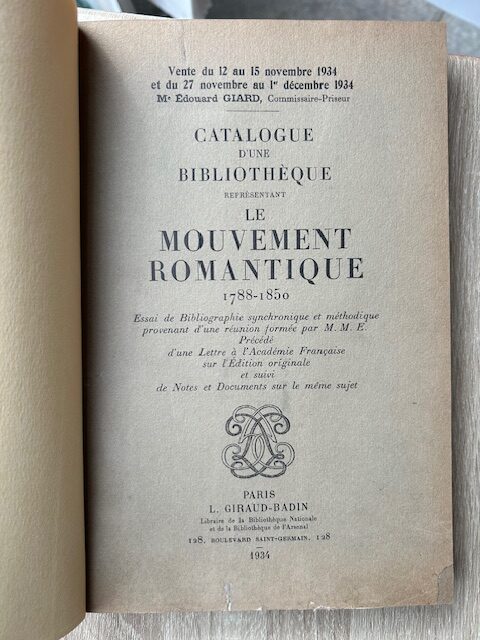 Vente du 12 au 15 novembre 1934
et du 27 novembre au 1er décembre 1934
Me Édouard GIARD, Commissaire-Priseur
CATALOGUE
D'UNE
BIBLIOTHÈQUE
REPRÉSENTANT
LE
MOUVEMENT
ROMANTIQUE
1788-1850
Essai de Bibliographie synchronique et méthodique
provenant d'une réunion formée par M. M. E.
Précédé
d'une Lettre à l'Académie Française
sur l'Édition originale
et suivi
de Notes et Documents sur le même sujet
PARIS
L. GIRAUD-BADIN
Libraire de la Bibliothèque Nationale
et de la Bibliothèque de l'Arsenal
128, BOULEVARD SAINT-GERMAIN, 128
1934